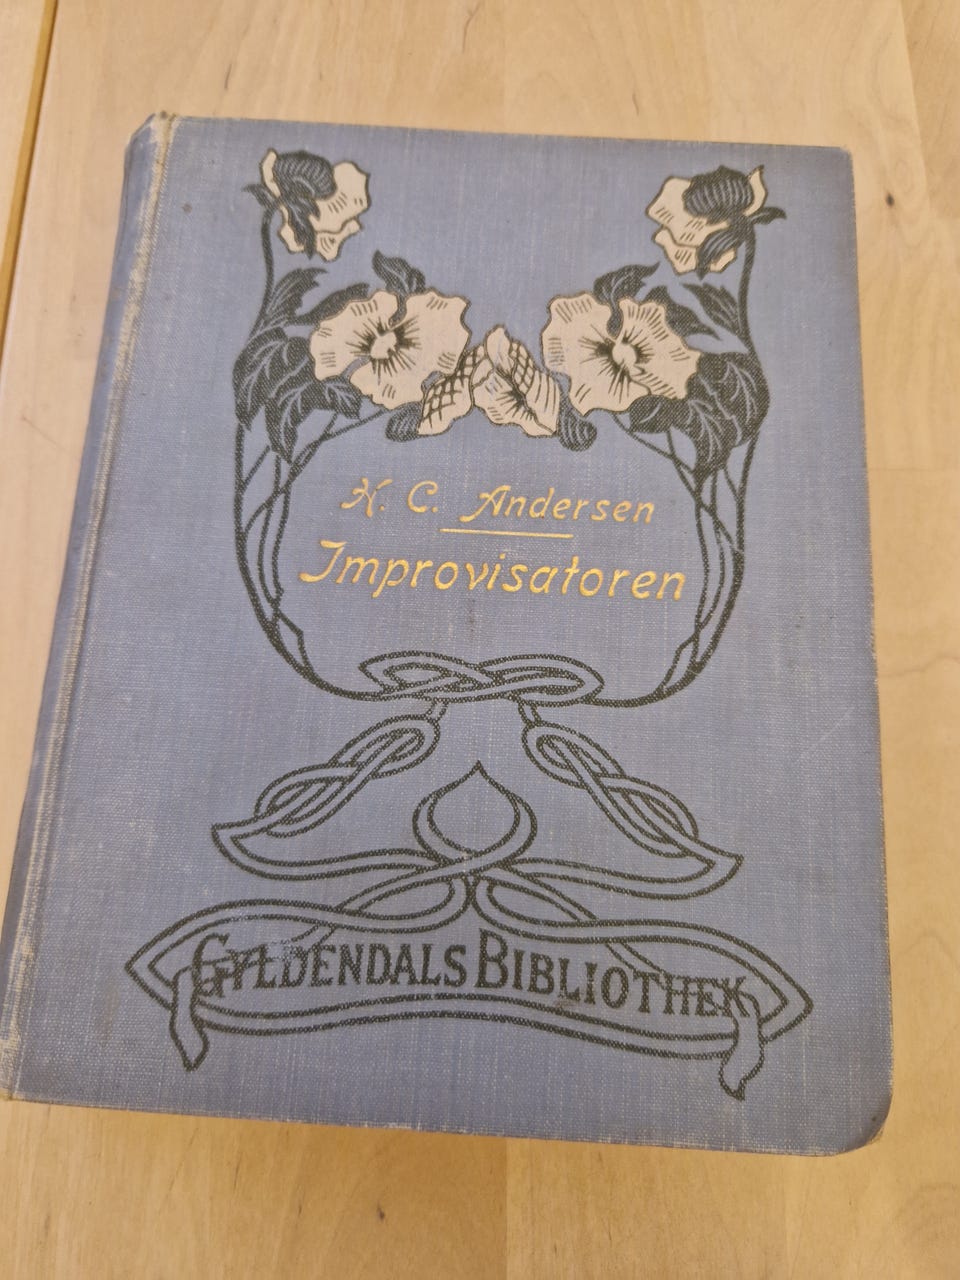 H. C. Andersen
Improvisatoren
GYLDENDALS BIBLIOTHEK